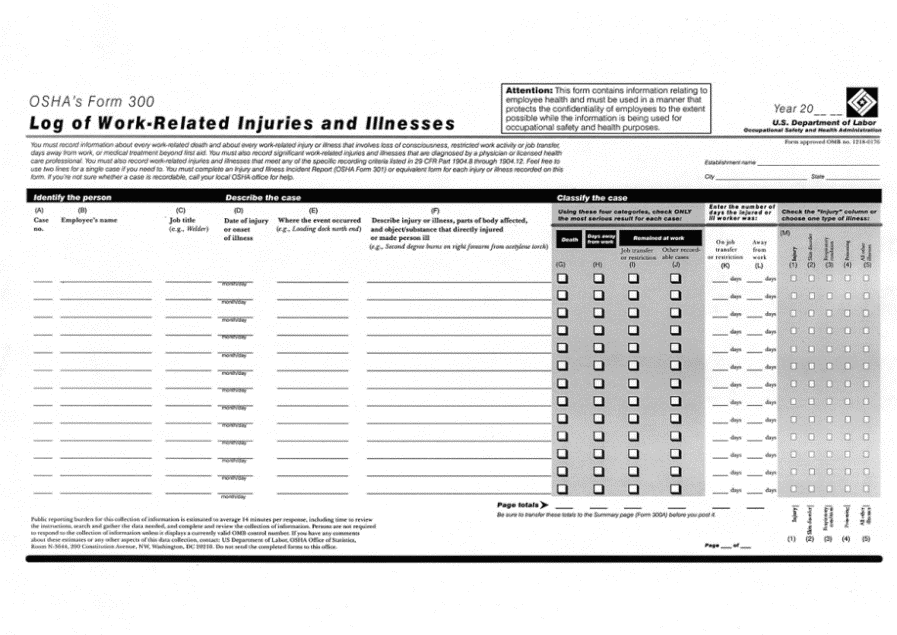 OSHA's Form 300
Log of Work-Related Injuries and Illnesses
Attention: This form contains information relating to
employee health and must be used in a manner that
protects the confidentiality of employees to the extent
possible while the information is being used for
occupational safety and health purposes.
Year 20__ __
U.S. Department of Labor
Occupational Safety and Health Administration
Form approved OMB no. 1218-0176
You must record information about every work-related death and about every work-related injury or illness that involves loss of consciousness, restricted work activity or job transfer,
days away from work, or medical treatment beyond first aid. You must also record significant work-related injuries and illnesses that are diagnosed by a physician or licensed health
care professional. You must also record work-related injuries and illnesses that meet any of the specific recording criteria listed in 29 CFR Part 1904.8 through 1904.12. Feel free to
use two lines for a single case if you need to. You must complete an Injury and Illness Incident Report (OSHA Form 301) or equivalent form for each injury or illness recorded on this
form. If you're not sure whether a case is recordable, call your local OSHA office for help.
Establishment name
City State
Identify the person Describe the case Classify the case
(A) (B) (C) (D) (E) (F)
Case no.
Employee's name
Job title
(e.g., Welder)
Date of injury
or onset
of illness
Where the event occurred
(e.g., Loading dock north end)
Describe injury or illness, parts of body affected,
and object/substance that directly injured
or made person ill
(e.g., Second degree burns on right forearm from acetylene torch)
Using these four categories, check ONLY
the most serious result for each case:
Death
Days away
from work
Remained at work
Job transfer
or restriction
Other record-
able cases
(G) (H) (I) (J)
Enter the number of
days the injured or
ill worker was:
On job
transfer
or restriction
(K)
Away
from
work
(L)
Check the "Injury" column or
choose one type of illness:
(M)
Injury
Skin disorder
Respiratory
condition
Poisoning
All other
illnesses
(1) (2) (3) (4) (5)
month/day days days
month/day days days
month/day days days
month/day days days
month/day days days
month/day days days
month/day days days
month/day days days
month/day days days
month/day days days
month/day days days
month/day days days
month/day days days
Page totals
Be sure to transfer these totals to the Summary page (Form 300A) before you post it.
Injury
Skin disorder
Respiratory
condition
Poisoning
All other
illnesses
(1) (2) (3) (4) (5)
Page ___ of ___
Public reporting burden for this collection of information is estimated to average 14 minutes per response, including time to review
the instructions, search and gather the data needed, and complete and review the collection of information. Persons are not required
to respond to the collection of information unless it displays a currently valid OMB control number. If you have any comments
about these estimates or any other aspects of this data collection, contact: US Department of Labor, OSHA Office of Statistics,
Room N-3644, 200 Constitution Avenue, NW, Washington, DC 20210. Do not send the completed forms to this office.